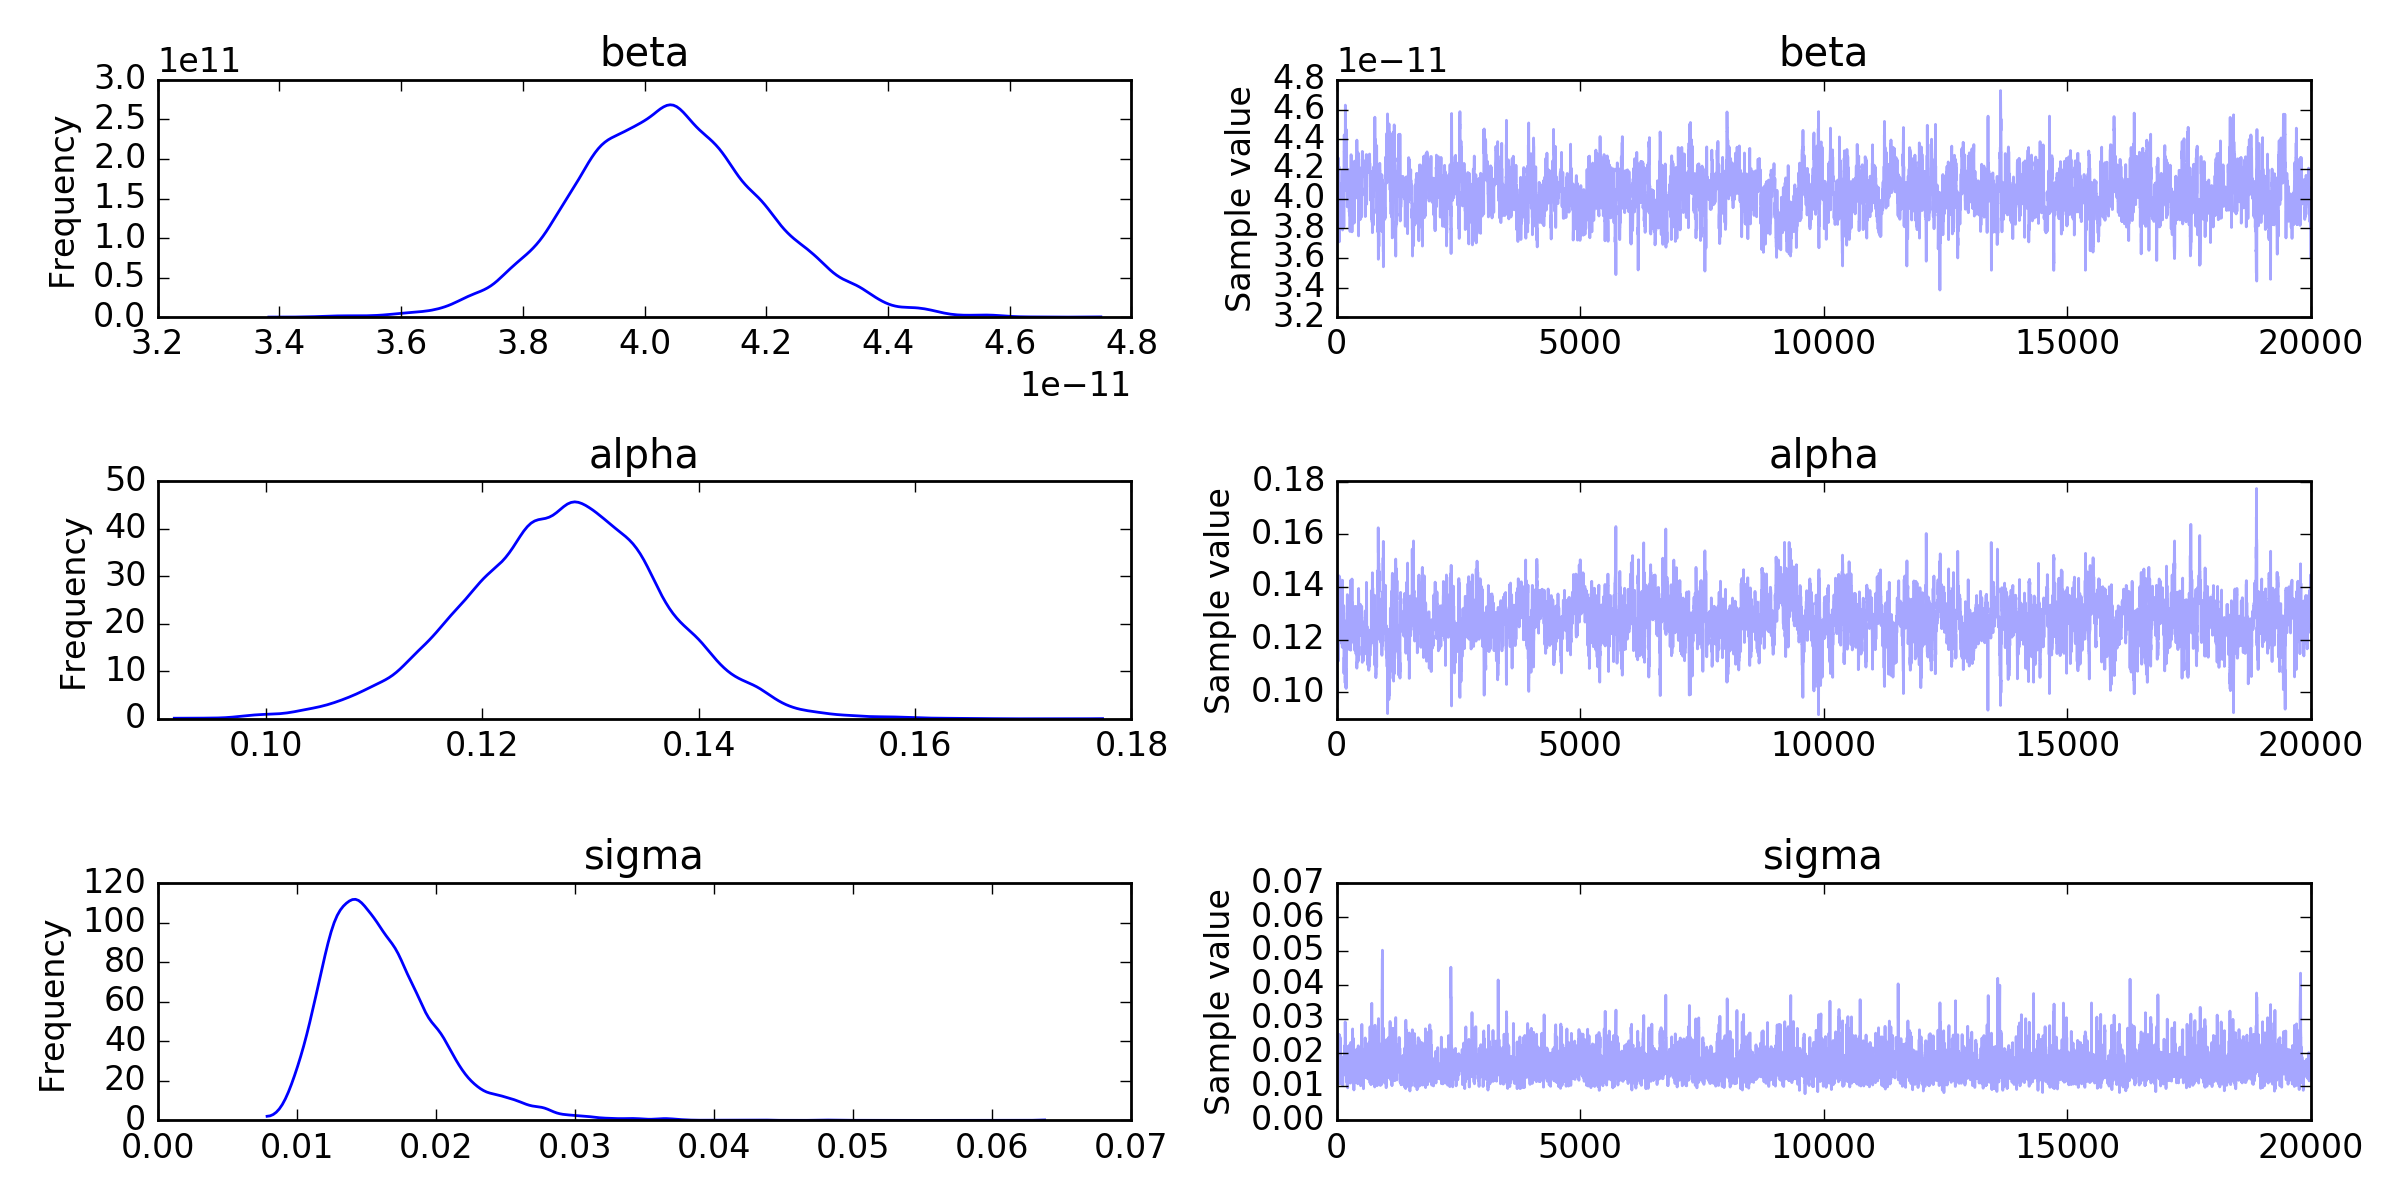 beta
1e11
3.0
2.5
2.0
1.5
1.0
0.5
0.0
Frequency
3.2 3.4 3.6 3.8 4.0 4.2 4.4 4.6 4.8
1e−11
beta
1e−11
4.8
4.6
4.4
4.2
4.0
3.8
3.6
3.4
3.2
Sample value
0 5000 10000 15000 20000
alpha
50
40
30
20
10
0
Frequency
0.10 0.12 0.14 0.16 0.18
alpha
0.18
0.16
0.14
0.12
0.10
Sample value
0 5000 10000 15000 20000
sigma
120
100
80
60
40
20
0
Frequency
0.00 0.01 0.02 0.03 0.04 0.05 0.06 0.07
sigma
0.07
0.06
0.05
0.04
0.03
0.02
0.01
0.00
Sample value
0 5000 10000 15000 20000